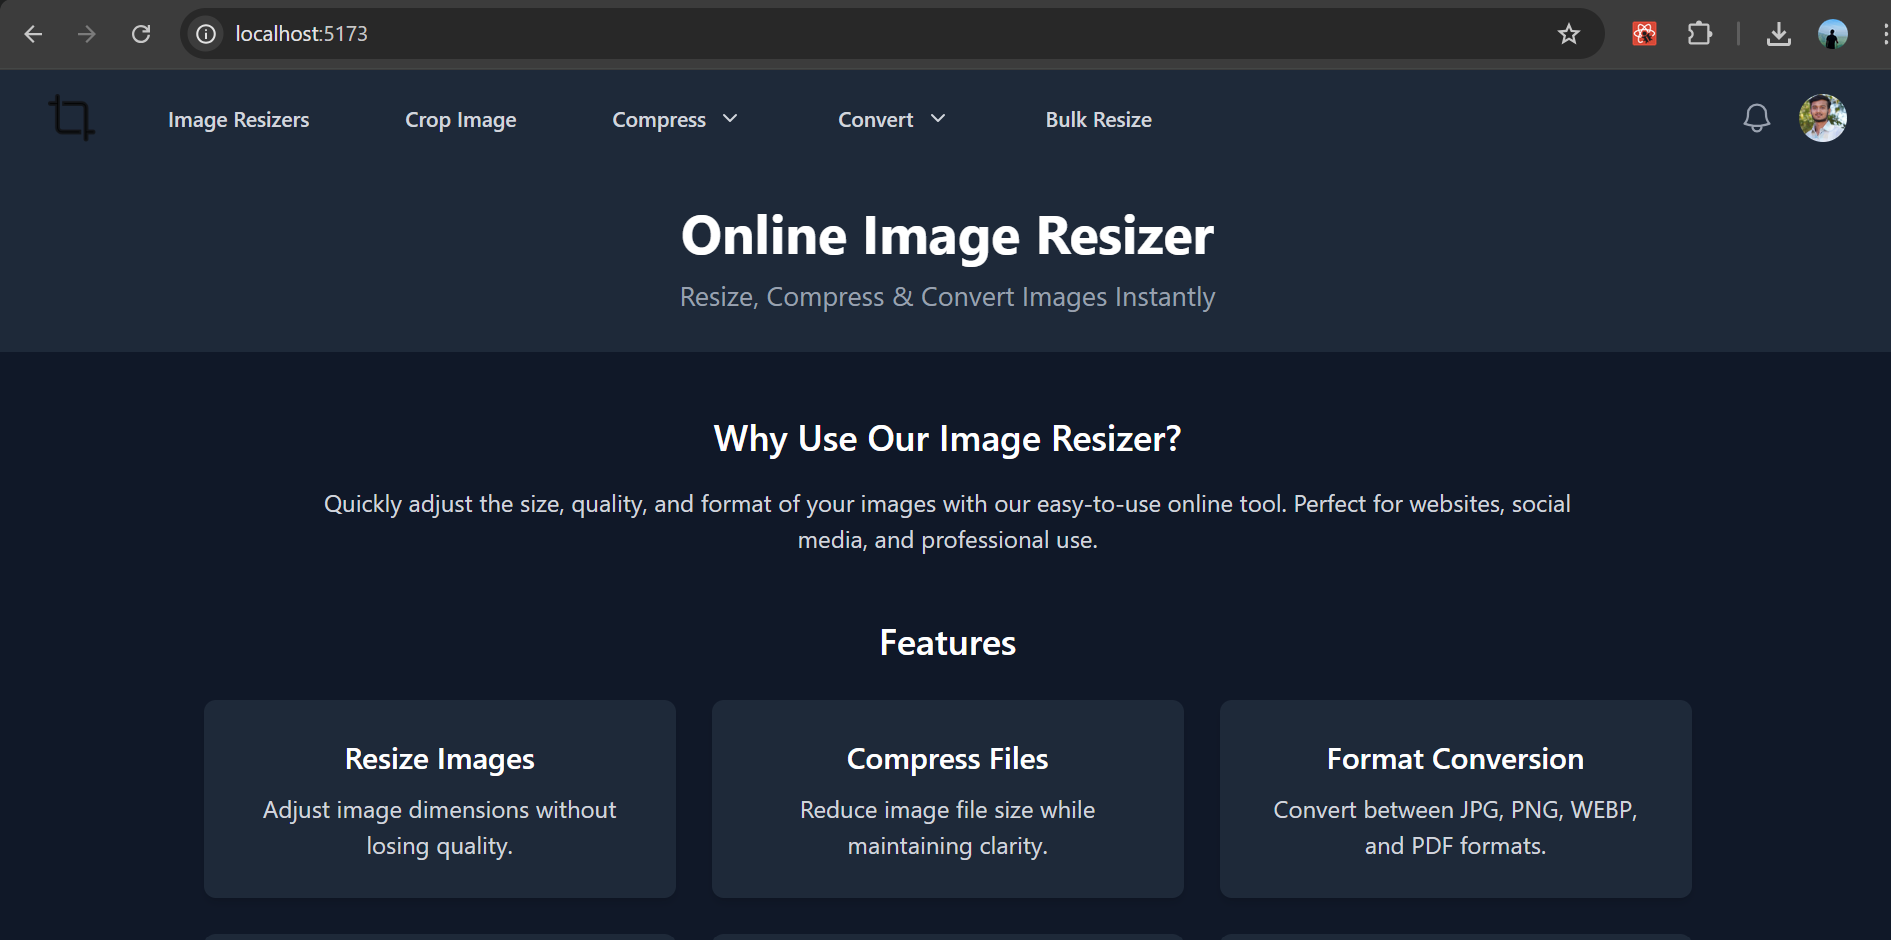 localhost:5173
Image Resizers Crop Image Compress Convert Bulk Resize
Online Image Resizer
Resize, Compress & Convert Images Instantly
Why Use Our Image Resizer?
Quickly adjust the size, quality, and format of your images with our easy-to-use online tool. Perfect for websites, social
media, and professional use.
Features
Resize Images
Adjust image dimensions without
losing quality.
Compress Files
Reduce image file size while
maintaining clarity.
Format Conversion
Convert between JPG, PNG, WEBP,
and PDF formats.